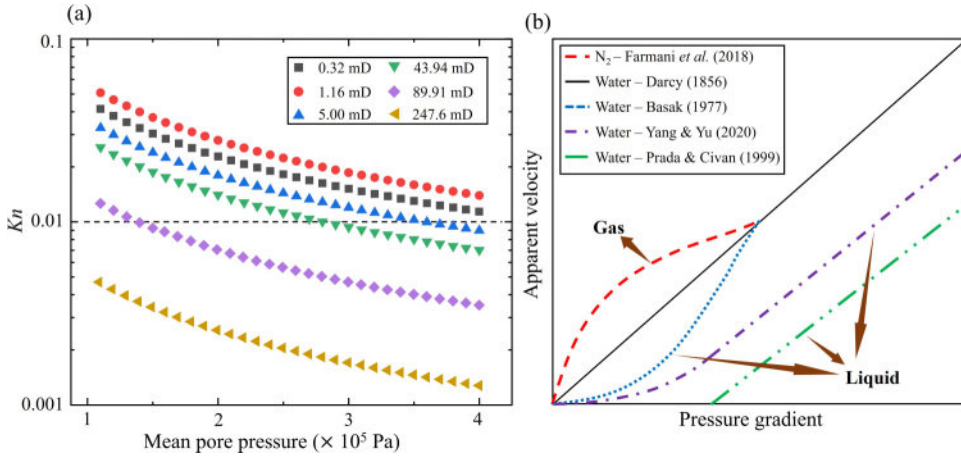 (a)
0.1
0.01
0.001
Kn
0.32 mD
1.16 mD
5.00 mD
43.94 mD
89.91 mD
247.6 mD
1
2
3
4
Mean pore pressure (× 10⁵ Pa)
(b)
N₂ – Farmani et al. (2018)
Water – Darcy (1856)
Water – Basak (1977)
Water – Yang & Yu (2020)
Water – Prada & Civan (1999)
Apparent velocity
Gas
Liquid
Pressure gradient